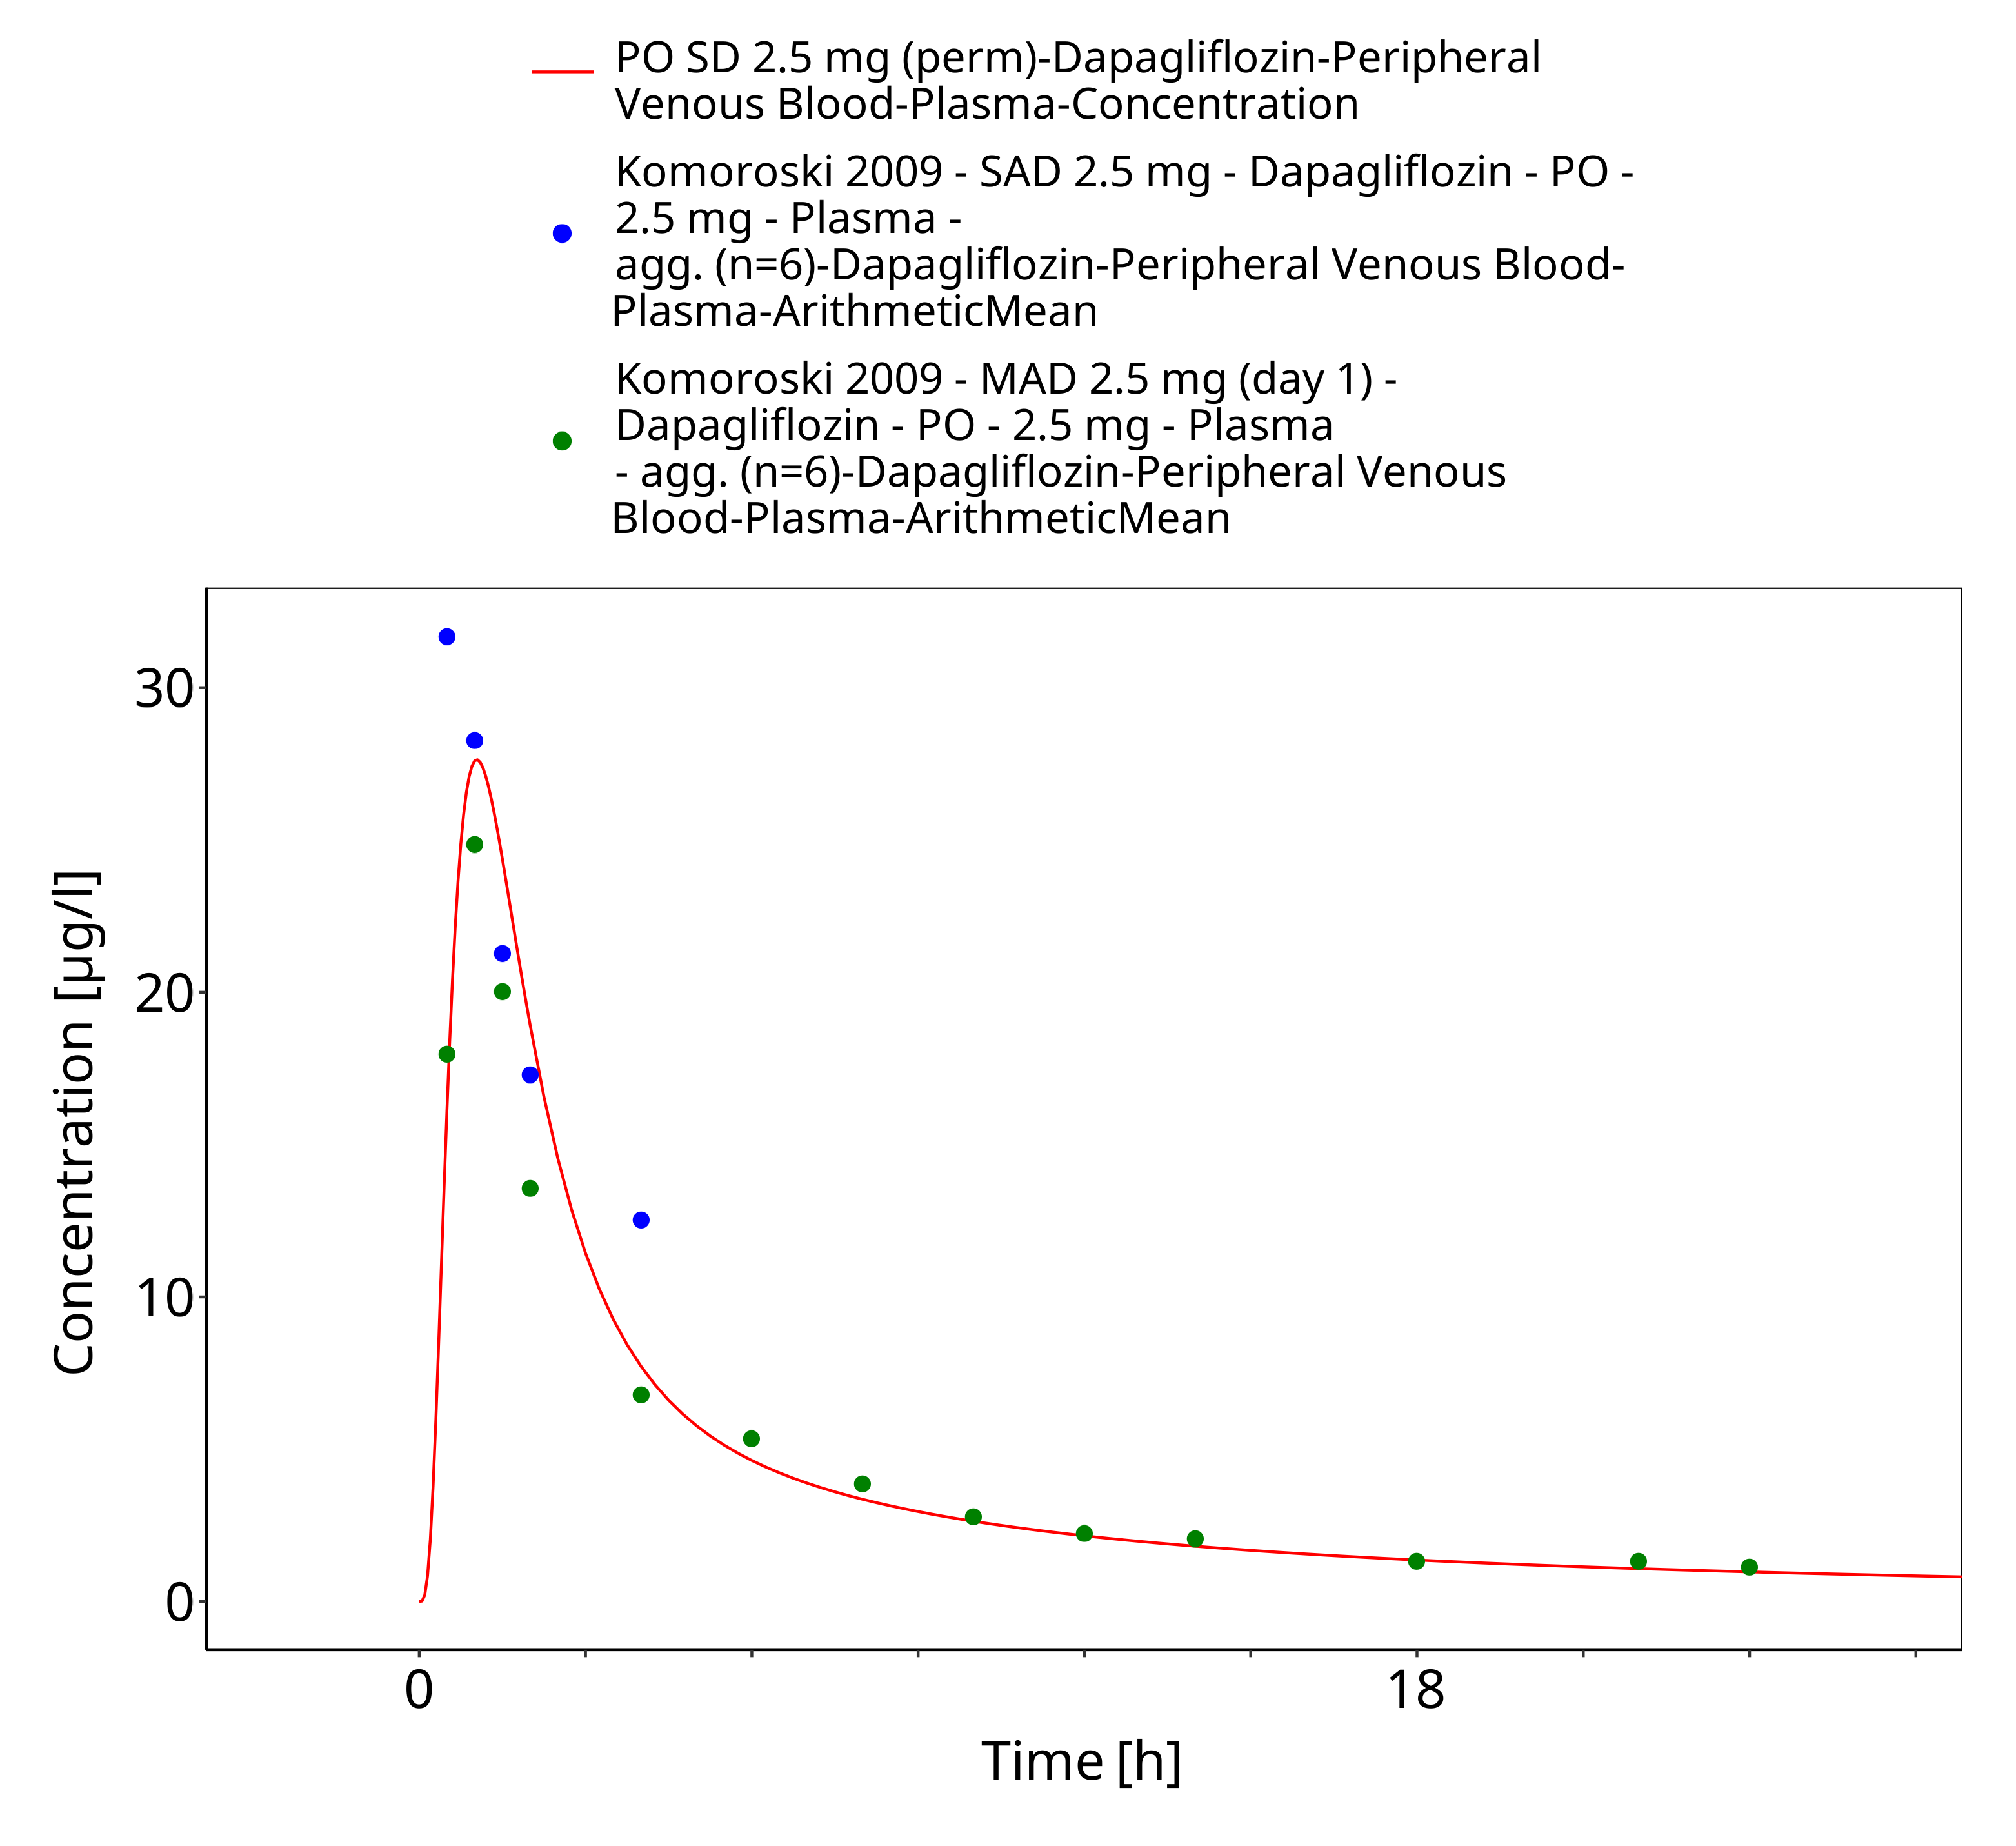 PO SD 2.5 mg (perm)-Dapagliflozin-Peripheral
Venous Blood-Plasma-Concentration
Komoroski 2009 - SAD 2.5 mg - Dapagliflozin - PO -
2.5 mg - Plasma -
agg. (n=6)-Dapagliflozin-Peripheral Venous Blood-
Plasma-ArithmeticMean
Komoroski 2009 - MAD 2.5 mg (day 1) -
Dapagliflozin - PO - 2.5 mg - Plasma
- agg. (n=6)-Dapagliflozin-Peripheral Venous
Blood-Plasma-ArithmeticMean
30
20
10
0
Concentration [µg/l]
0
18
Time [h]